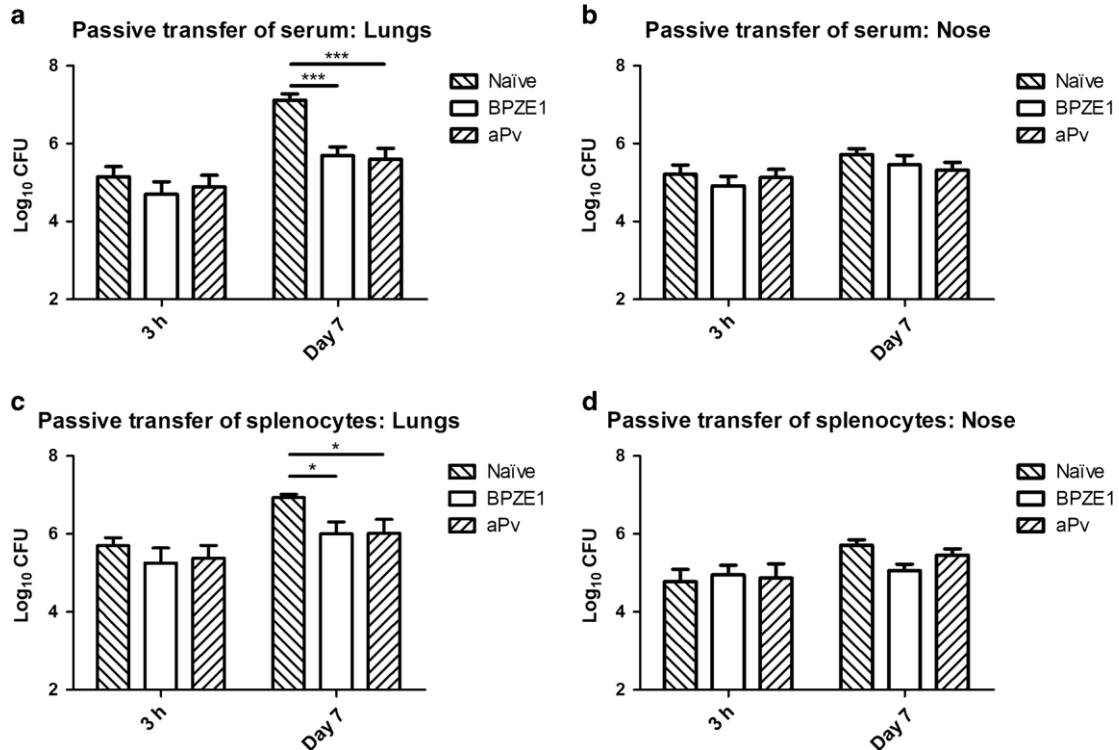 a
Passive transfer of serum: Lungs
8
6
4
2
Log10 CFU
***
***
3 h
Day 7
Naïve
BPZE1
aPv
b
Passive transfer of serum: Nose
8
6
4
2
Log10 CFU
3 h
Day 7
Naïve
BPZE1
aPv
c
Passive transfer of splenocytes: Lungs
8
6
4
2
Log10 CFU
*
*
3 h
Day 7
Naïve
BPZE1
aPv
d
Passive transfer of splenocytes: Nose
8
6
4
2
Log10 CFU
3 h
Day 7
Naïve
BPZE1
aPv